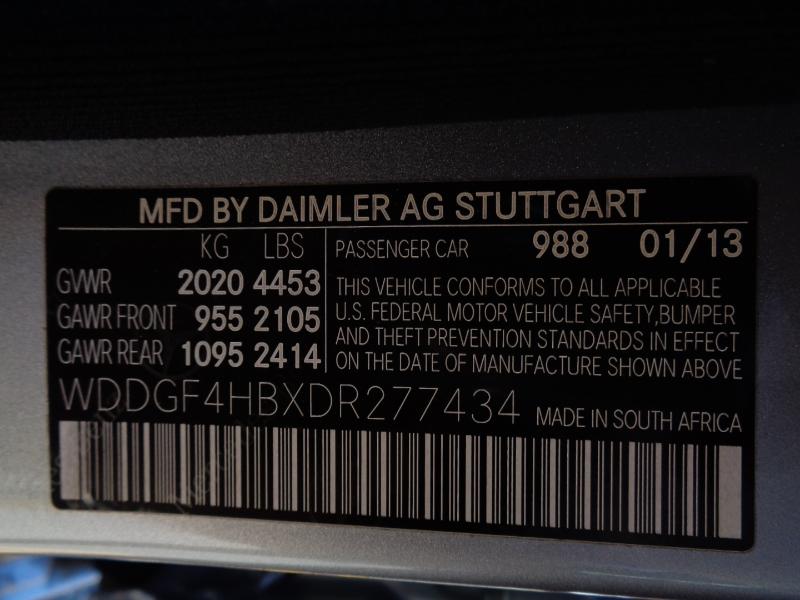 MFD BY DAIMLER AG STUTTGART
KG LBS
GVWR 2020 4453
GAWR FRONT 955 2105
GAWR REAR 1095 2414
PASSENGER CAR 988 01/13
THIS VEHICLE CONFORMS TO ALL APPLICABLE
U.S. FEDERAL MOTOR VEHICLE SAFETY,BUMPER
AND THEFT PREVENTION STANDARDS IN EFFECT
ON THE DATE OF MANUFACTURE SHOWN ABOVE
WDDGF4HBXDR277434 MADE IN SOUTH AFRICA